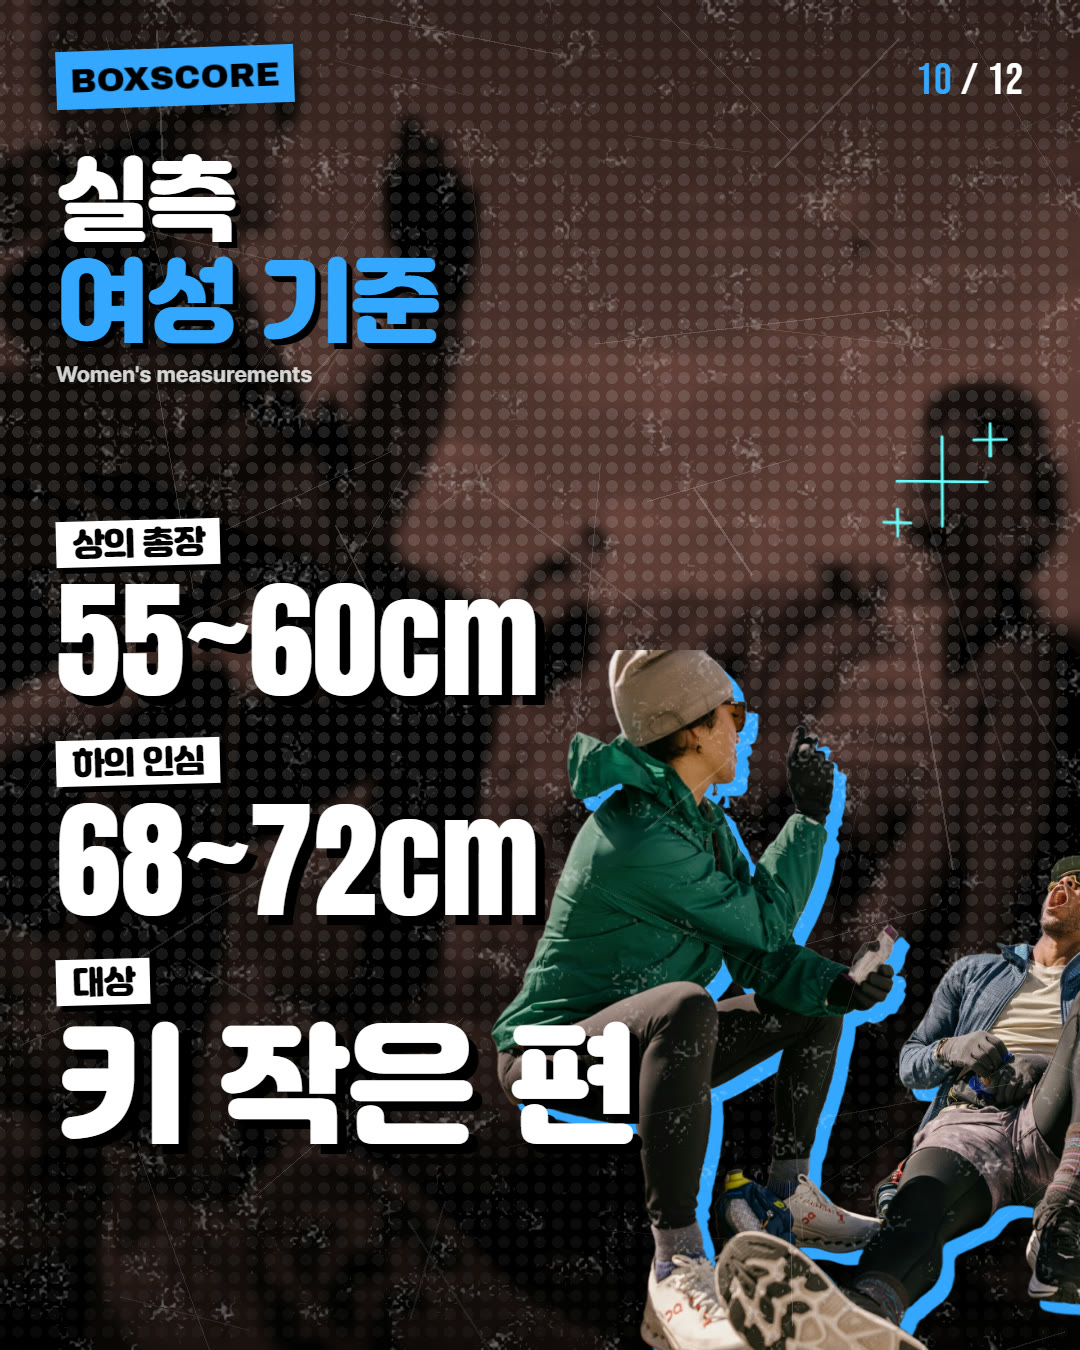 BOXSCORE
10 / 12
실측
여성 기준
Women's measurements
상의 총장
55~60cm
하의 인심
68~72cm
대상
키 작은 편